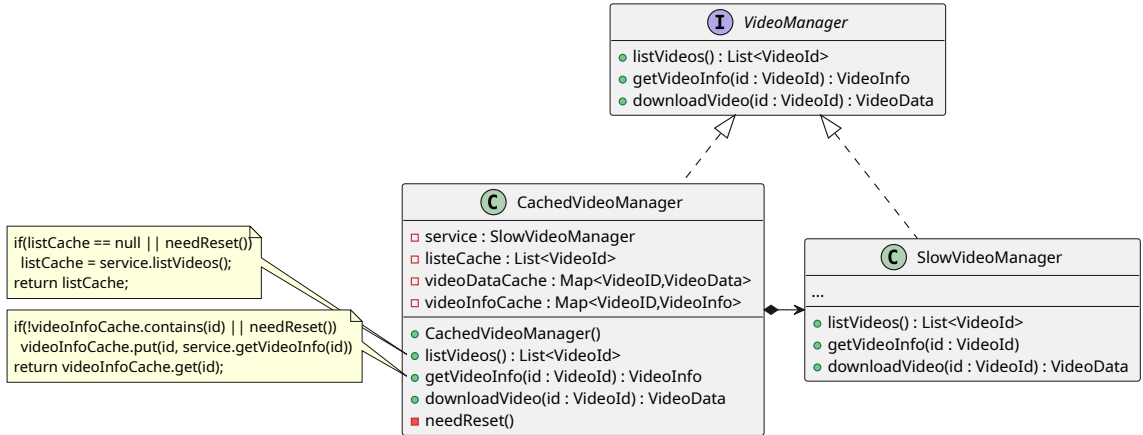 I VideoManager
listVideos() : List<VideoId>
getVideoInfo(id : VideoId) : VideoInfo
downloadVideo(id : VideoId) : VideoData
C CachedVideoManager
service : SlowVideoManager
listeCache : List<VideoId>
videoDataCache : Map<VideoID,VideoData>
videoInfoCache : Map<VideoID,VideoInfo>
CachedVideoManager()
listVideos() : List<VideoId>
getVideoInfo(id : VideoId) : VideoInfo
downloadVideo(id : VideoId) : VideoData
needReset()
if(listCache == null || needReset())
listCache = service.listVideos();
return listCache;
if(!videoInfoCache.contains(id) || needReset())
videoInfoCache.put(id, service.getVideoInfo(id))
return videoInfoCache.get(id);
C SlowVideoManager
...
listVideos() : List<VideoId>
getVideoInfo(id : VideoId)
downloadVideo(id : VideoId) : VideoData